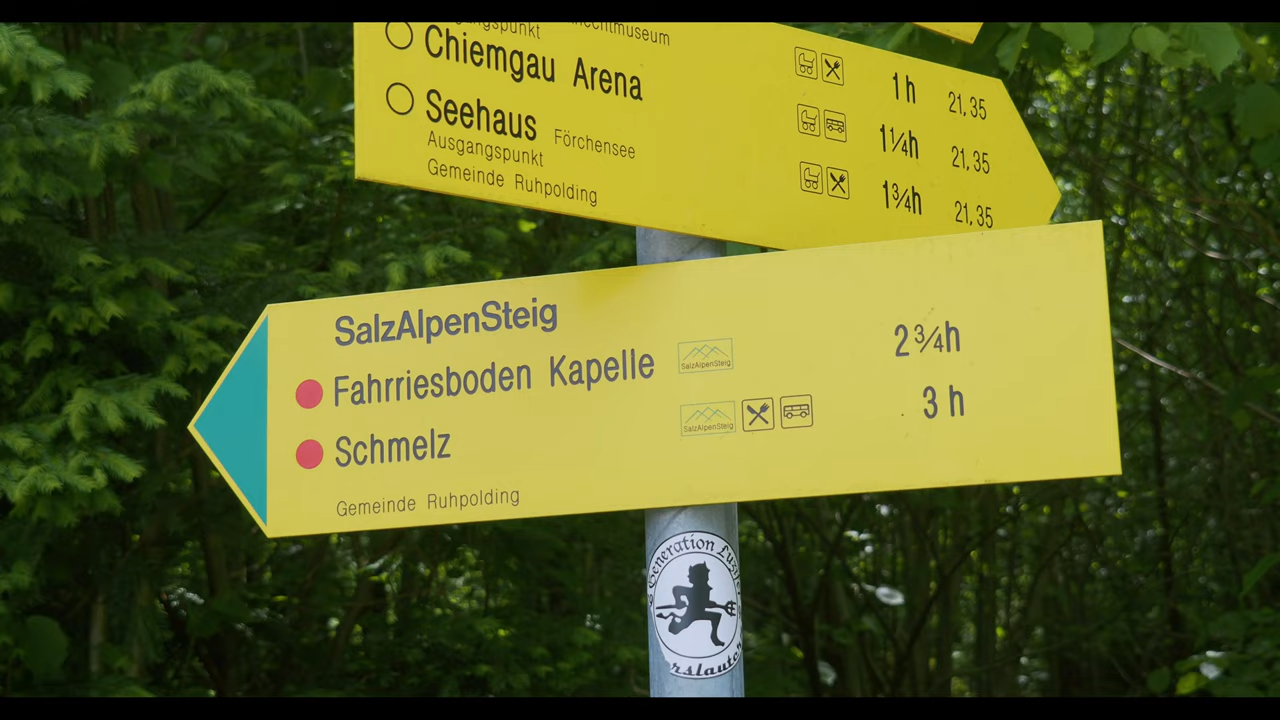 Chiemgau Arena 1 h 21, 35
Seehaus Förchensee 1¼h 21, 35
Ausgangspunkt 1¾h 21, 35
Gemeinde Ruhpolding
SalzAlpenSteig
Fahrriesboden Kapelle SalzAlpenSteig 2¾h
Schmelz SalzAlpenSteig 3 h
Gemeinde Ruhpolding
Generation